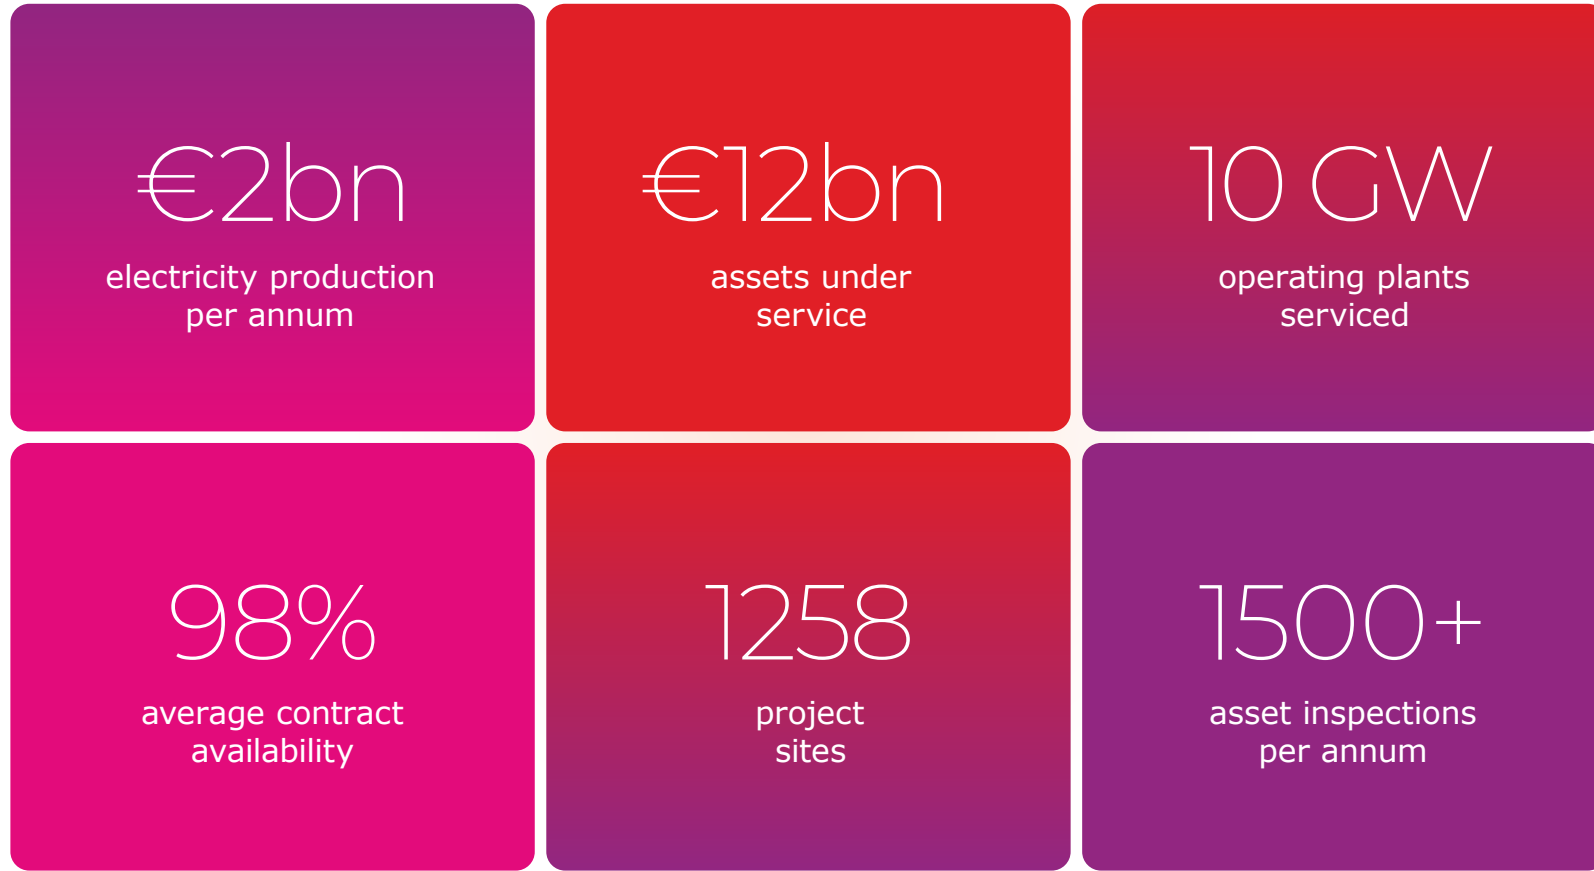 €2bn
electricity production
per annum
€12bn
assets under
service
10 GW
operating plants
serviced
98%
average contract
availability
1258
project
sites
1500+
asset inspections
per annum